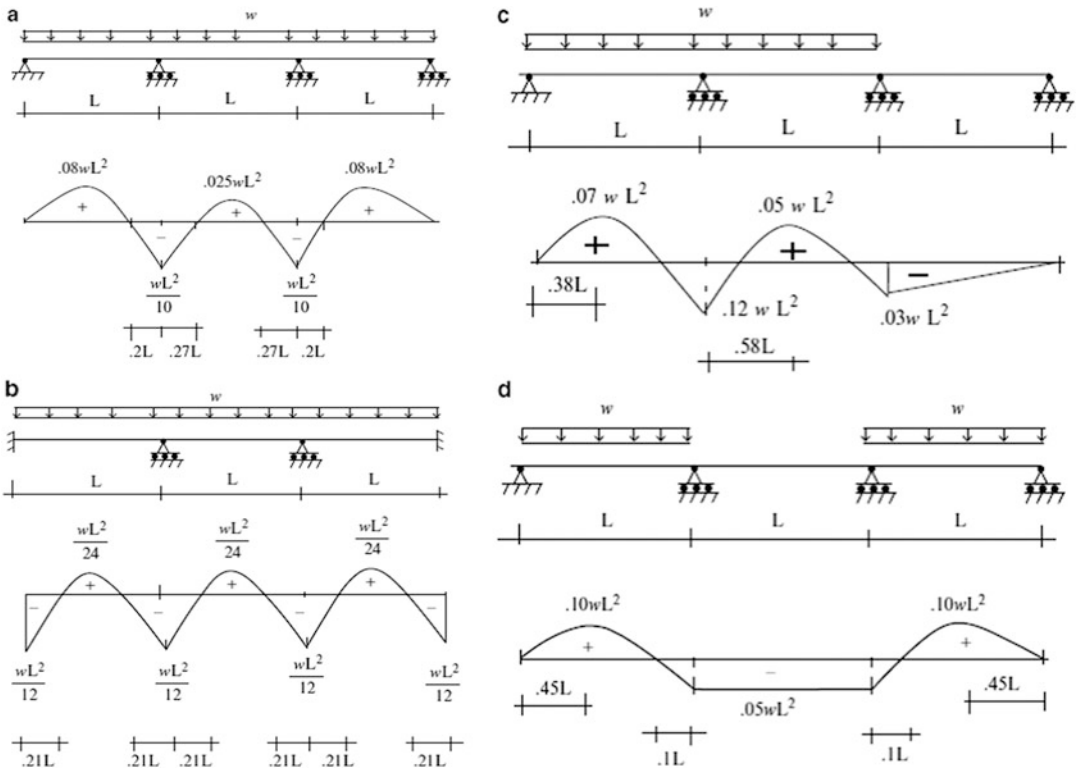 a
w
L L L
.08wL²
.025wL²
.08wL²
+ + +
− −
wL²
10
wL²
10
.2L .27L .27L .2L
b
w
L L L
wL²
24
wL²
24
wL²
24
+ + +
− − − −
wL²
12
wL²
12
wL²
12
wL²
12
.21L .21L .21L .21L .21L .21L
c
w
L L L
.07 w L²
.05 w L²
+ + −
.38L
.12 w L²
.03w L²
.58L
d
w w
L L L
.10wL² .10wL²
+ − +
.45L .05wL² .45L
.1L .1L